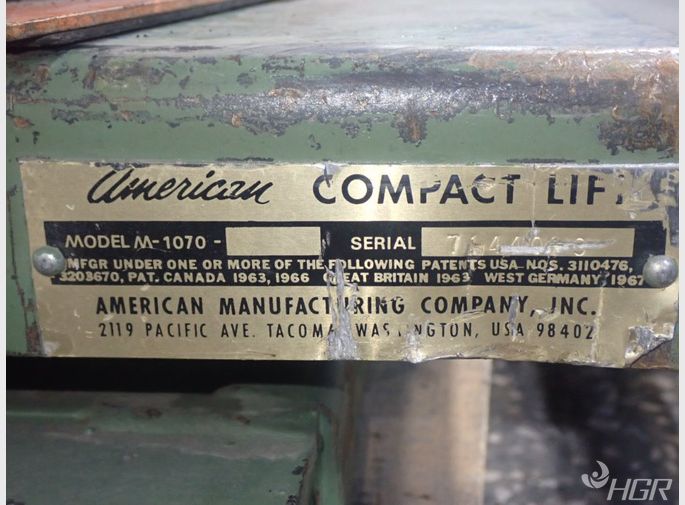 American COMPACT LIFT
MODEL M-1070 - SERIAL
MFGR UNDER ONE OR MORE OF THE FOLLOWING PATENTS USA-NOS. 3110476,
3203670, PAT. CANADA 1963, 1966 GREAT BRITAIN 1963 WEST GERMANY, 1967
AMERICAN MANUFACTURING COMPANY, INC.
2119 PACIFIC AVE. TACOMA, WASHINGTON, USA 98402
HGR